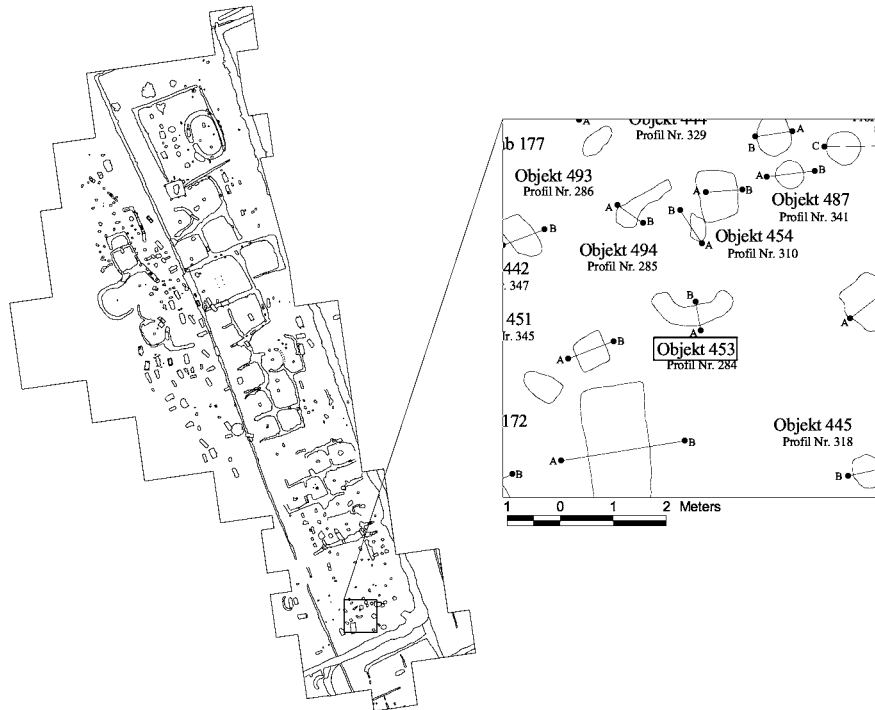 A
Objekt 444
Profil Nr. 329
A
B
C
b 177
Objekt 493
Profil Nr. 286
A
B
A
B
Objekt 487
Profil Nr. 341
A
B
B
A
B
Objekt 454
Profil Nr. 310
A
Objekt 494
Profil Nr. 285
442
r. 347
B
451
Nr. 345
A
Objekt 453
Profil Nr. 284
A
B
A
172
Objekt 445
Profil Nr. 318
A
B
B
B
1 0 1 2 Meters